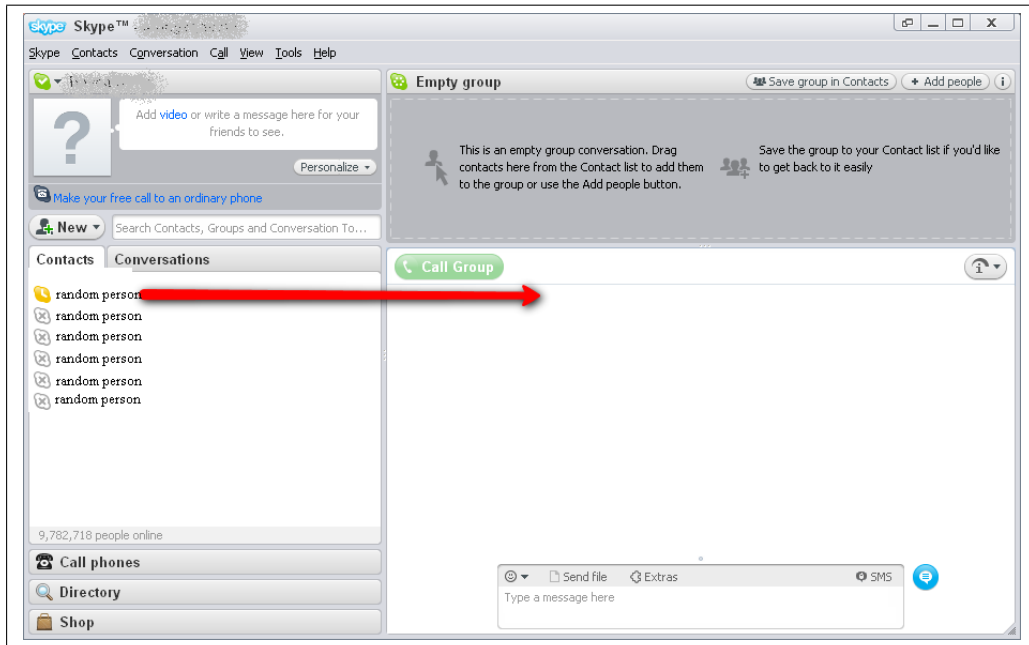 skype Skype™
X
Skype Contacts Conversation Call View Tools Help
Empty group
Save group in Contacts
+ Add people
i
Add video or write a message here for your
friends to see.
?
Personalize
This is an empty group conversation. Drag
contacts here from the Contact list to add them
to the group or use the Add people button.
Save the group to your Contact list if you'd like
to get back to it easily
Make your free call to an ordinary phone
New
Search Contacts, Groups and Conversation To...
Contacts Conversations
Call Group
i
random person
random person
random person
random person
random person
random person
9,782,718 people online
Call phones
Directory
Shop
Send file Extras SMS
Type a message here